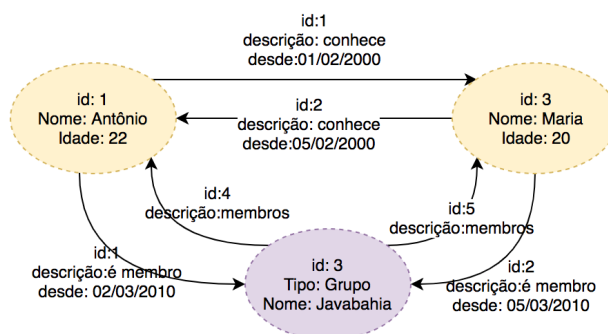 id:1
descrição: conhece
desde:01/02/2000
id: 1
Nome: Antônio
Idade: 22
id:2
descrição: conhece
desde:05/02/2000
id: 3
Nome: Maria
Idade: 20
id:4
descrição:membros
id:5
descrição:membros
id:1
descrição:é membro
desde: 02/03/2010
id: 3
Tipo: Grupo
Nome: Javabahia
id:2
descrição:é membro
desde: 05/03/2010